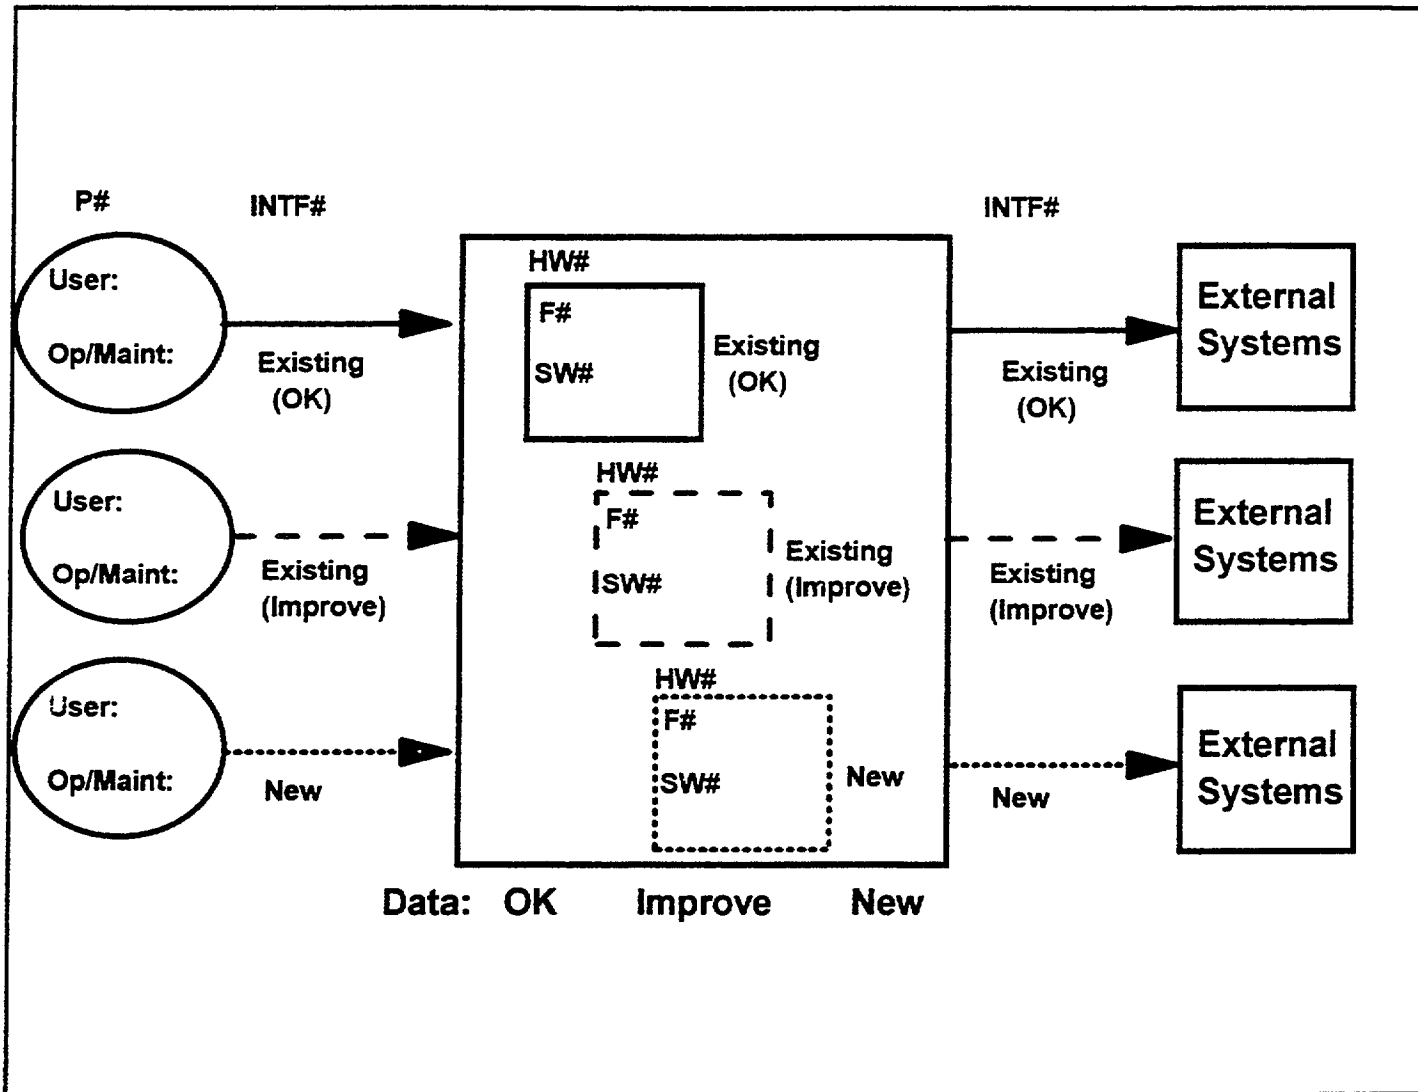 P#
INTF#
INTF#
User:
Op/Maint:
Existing
(OK)
HW#
F#
SW#
Existing
(OK)
Existing
(OK)
External
Systems
User:
Op/Maint:
Existing
(Improve)
HW#
F#
SW#
Existing
(Improve)
Existing
(Improve)
External
Systems
User:
Op/Maint:
New
HW#
F#
SW#
New
New
External
Systems
Data: OK Improve New